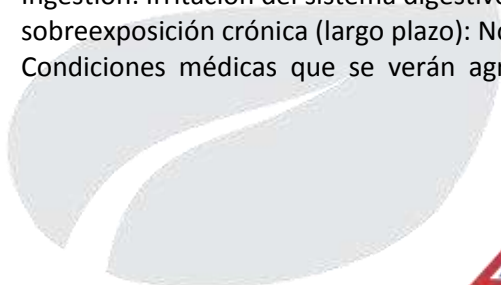 Ingestión: Irritación del sistema digestivo
sobreexposición crónica (largo plazo): No
Condiciones médicas que se verán agr